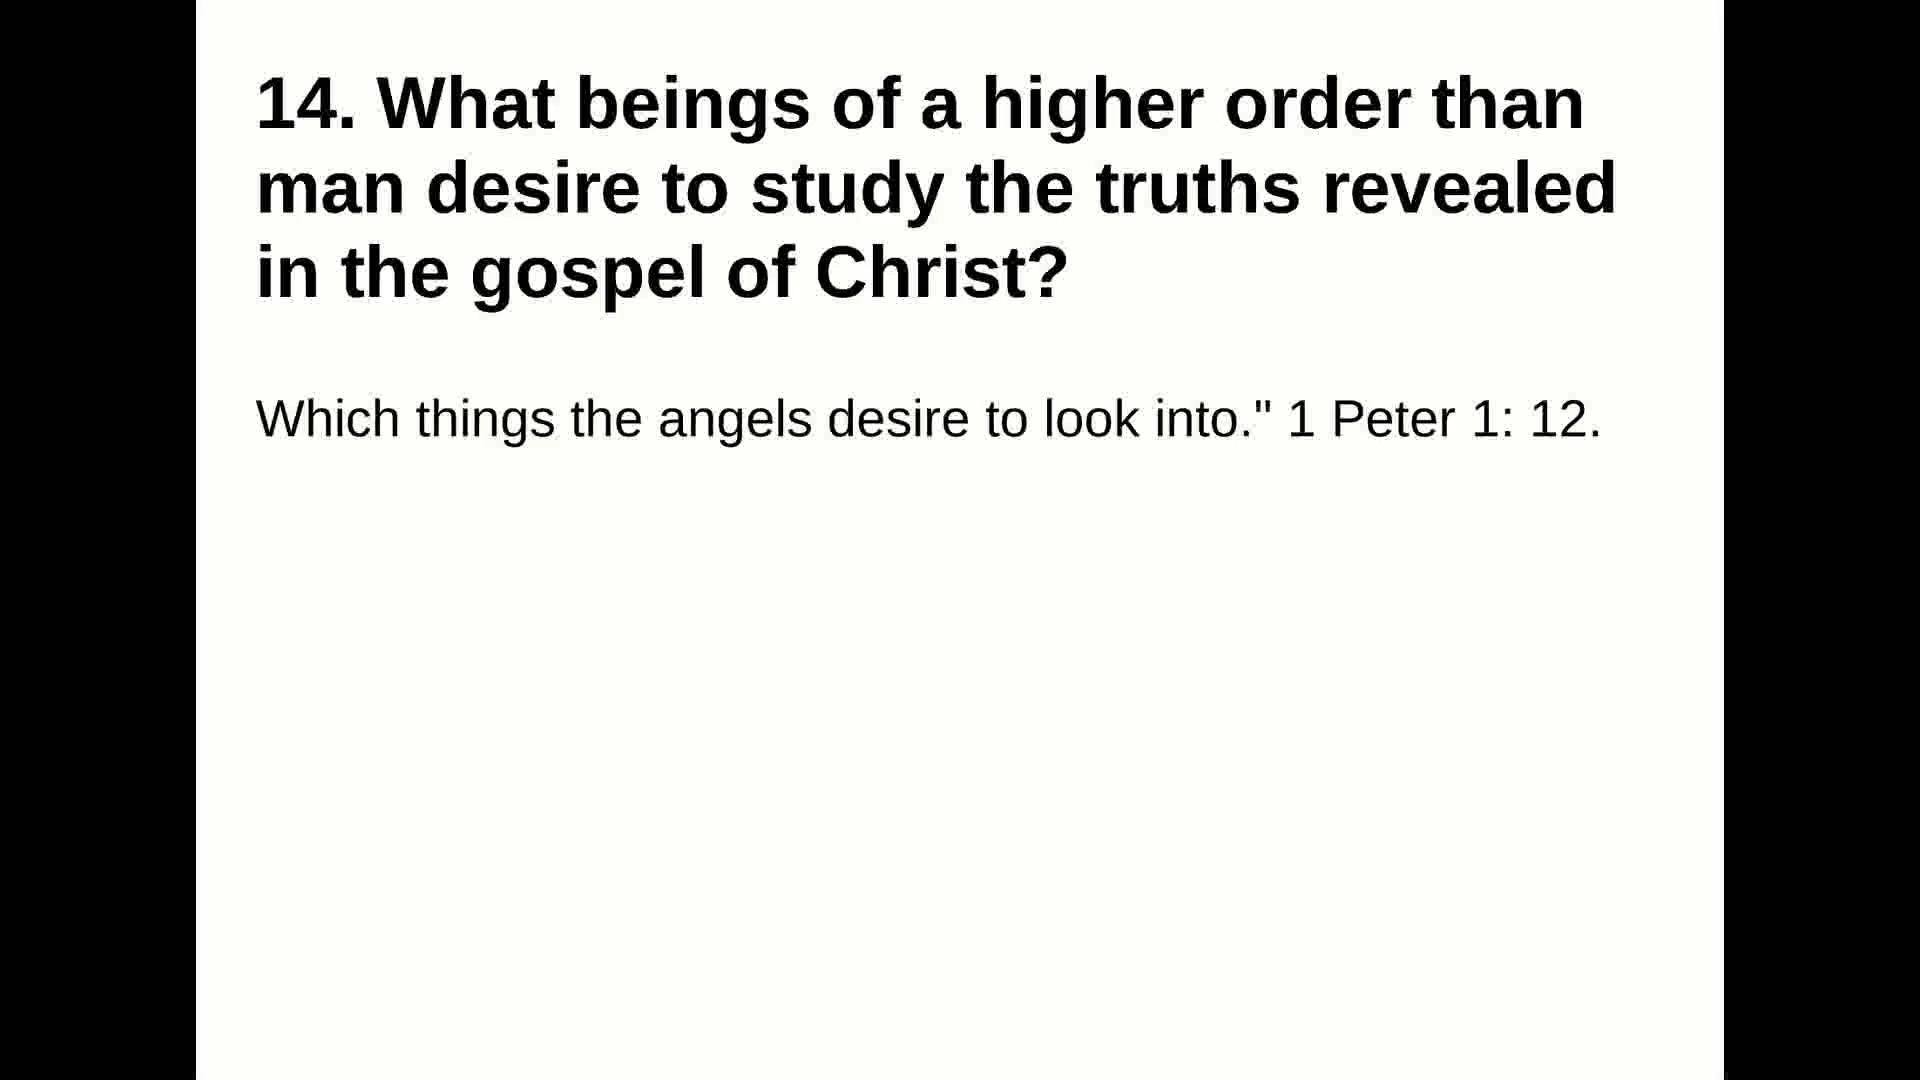 14. What beings of a higher order than
man desire to study the truths revealed
in the gospel of Christ?
Which things the angels desire to look into." 1 Peter 1: 12.